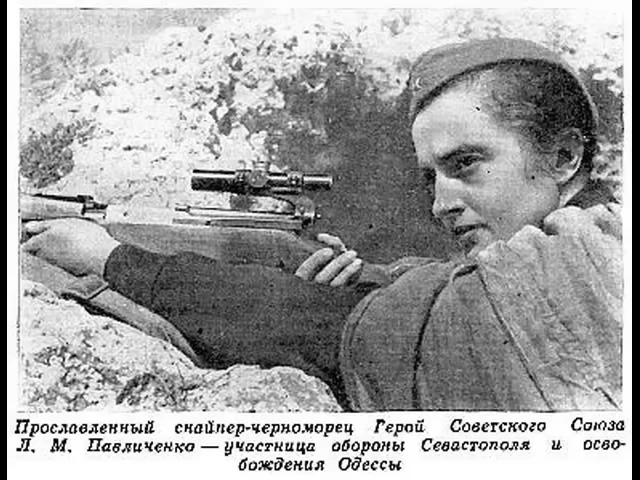 Прославленный снайпер-черноморец Герой Советского Союза
Л. М. Павличенко — участница обороны Севастополя и осво-
бождения Одессы